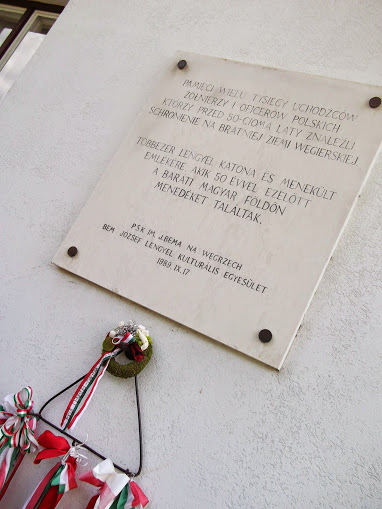 PAMIĘCI WIELU TYSIĘCY UCHODŹCÓW
ŻOŁNIERZY I OFICERÓW POLSKICH
KTÓRZY PRZED 50-CIOMA LATY ZNALEŹLI
SCHRONIENIE NA BRATNIEJ ZIEMI WĘGIERSKIEJ.
TÖBBEZER LENGYEL KATONA ÉS MENEKÜLT
EMLÉKÉRE AKIK 50 ÉVVEL EZELŐTT
A BARÁTI MAGYAR FÖLDÖN
MENEDÉKET TALÁLTAK.
P.S.K. IM. J.BEMA NA WĘGRZECH
BEM JÓZSEF LENGYEL KULTURÁLIS EGYESÜLET
1989.IX.17